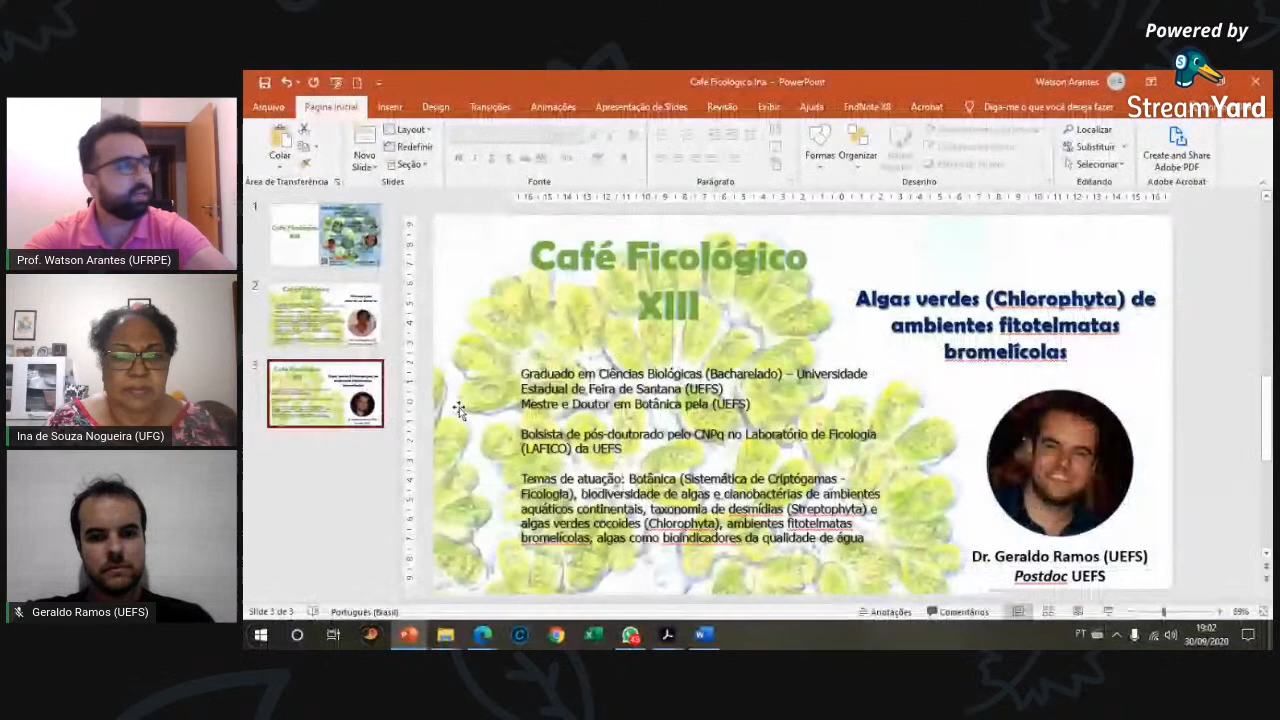 Powered by
StreamYard
Café Ficológico Ina - PowerPoint
Watson Arantes
Arquivo Página Inicial Inserir Design Transições Animações Apresentação de Slides Revisão Exibir Ajuda EndNote X8 Acrobat Diga-me o que você deseja fazer
Colar
Novo
Slide
Layout
Redefinir
Seção
Formas
Organizar
Localizar
Substituir
Selecionar
Create and Share
Adobe PDF
Área de Transferência
Slides
Fonte
Parágrafo
Desenho
Editando
Adobe Acrobat
1
2
3
Café Ficológico
XIII
Algas verdes (Chlorophyta) de
ambientes fitotelmatas
bromelícolas
Graduado em Ciências Biológicas (Bacharelado) – Universidade
Estadual de Feira de Santana (UEFS)
Mestre e Doutor em Botânica pela (UEFS)
Bolsista de pós-doutorado pelo CNPq no Laboratório de Ficologia
(LAFICO) da UEFS
Temas de atuação: Botânica (Sistemática de Criptógamas -
Ficologia), biodiversidade de algas e cianobactérias de ambientes
aquáticos continentais, taxonomia de desmídias (Streptophyta) e
algas verdes cocoides (Chlorophyta), ambientes fitotelmatas
bromelícolas, algas como bioindicadores da qualidade de água
Dr. Geraldo Ramos (UEFS)
Postdoc UEFS
Prof. Watson Arantes (UFRPE)
Ina de Souza Nogueira (UFG)
Geraldo Ramos (UEFS)
Slide 3 de 3
Português (Brasil)
Anotações
Comentários
89%
PT
19:02
30/09/2020